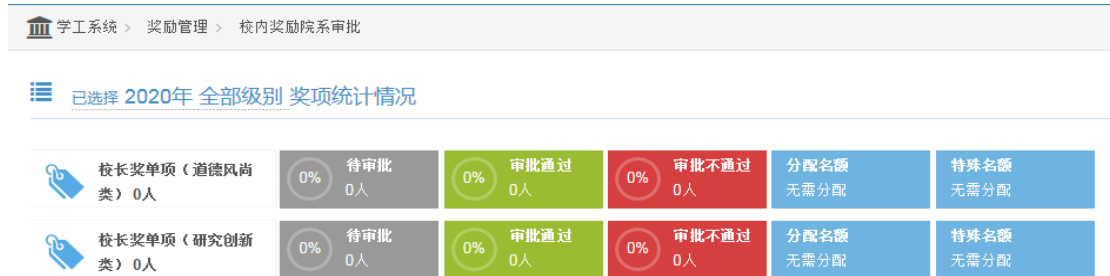 学工系统 > 奖励管理 > 校内奖励院系审批
已选择 2020年 全部级别 奖项统计情况
校长奖单项（道德风尚类）0人
0% 待审批 0人
0% 审批通过 0人
0% 审批不通过 0人
分配名额 无需分配
特殊名额 无需分配
校长奖单项（研究创新类）0人
0% 待审批 0人
0% 审批通过 0人
0% 审批不通过 0人
分配名额 无需分配
特殊名额 无需分配